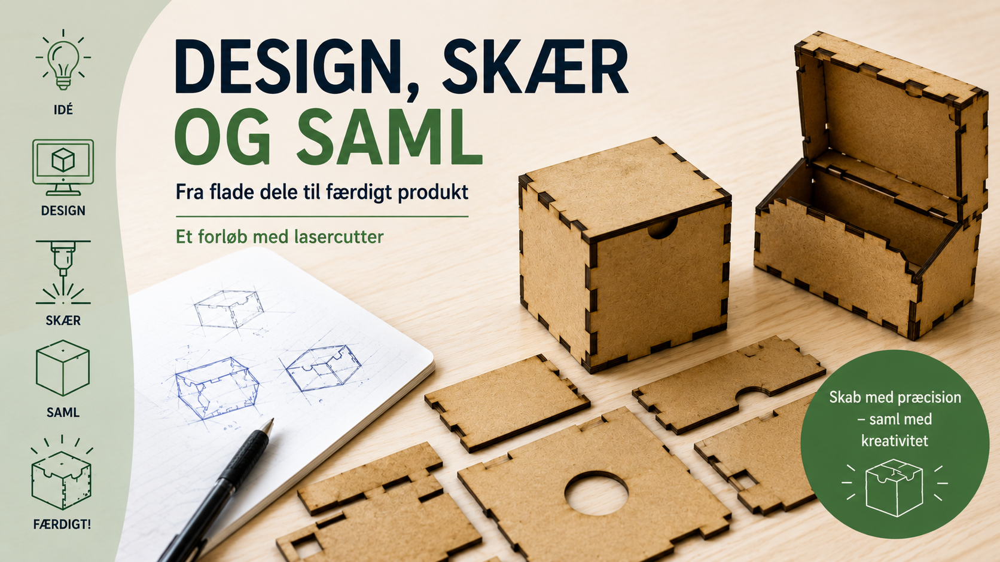 DESIGN, SKÆR
OG SAML
Fra flade dele til færdigt produkt
Et forløb med lasercutter
IDÉ
DESIGN
SKÆR
SAML
FÆRDIGT!
Skab med præcision
– saml med
kreativitet